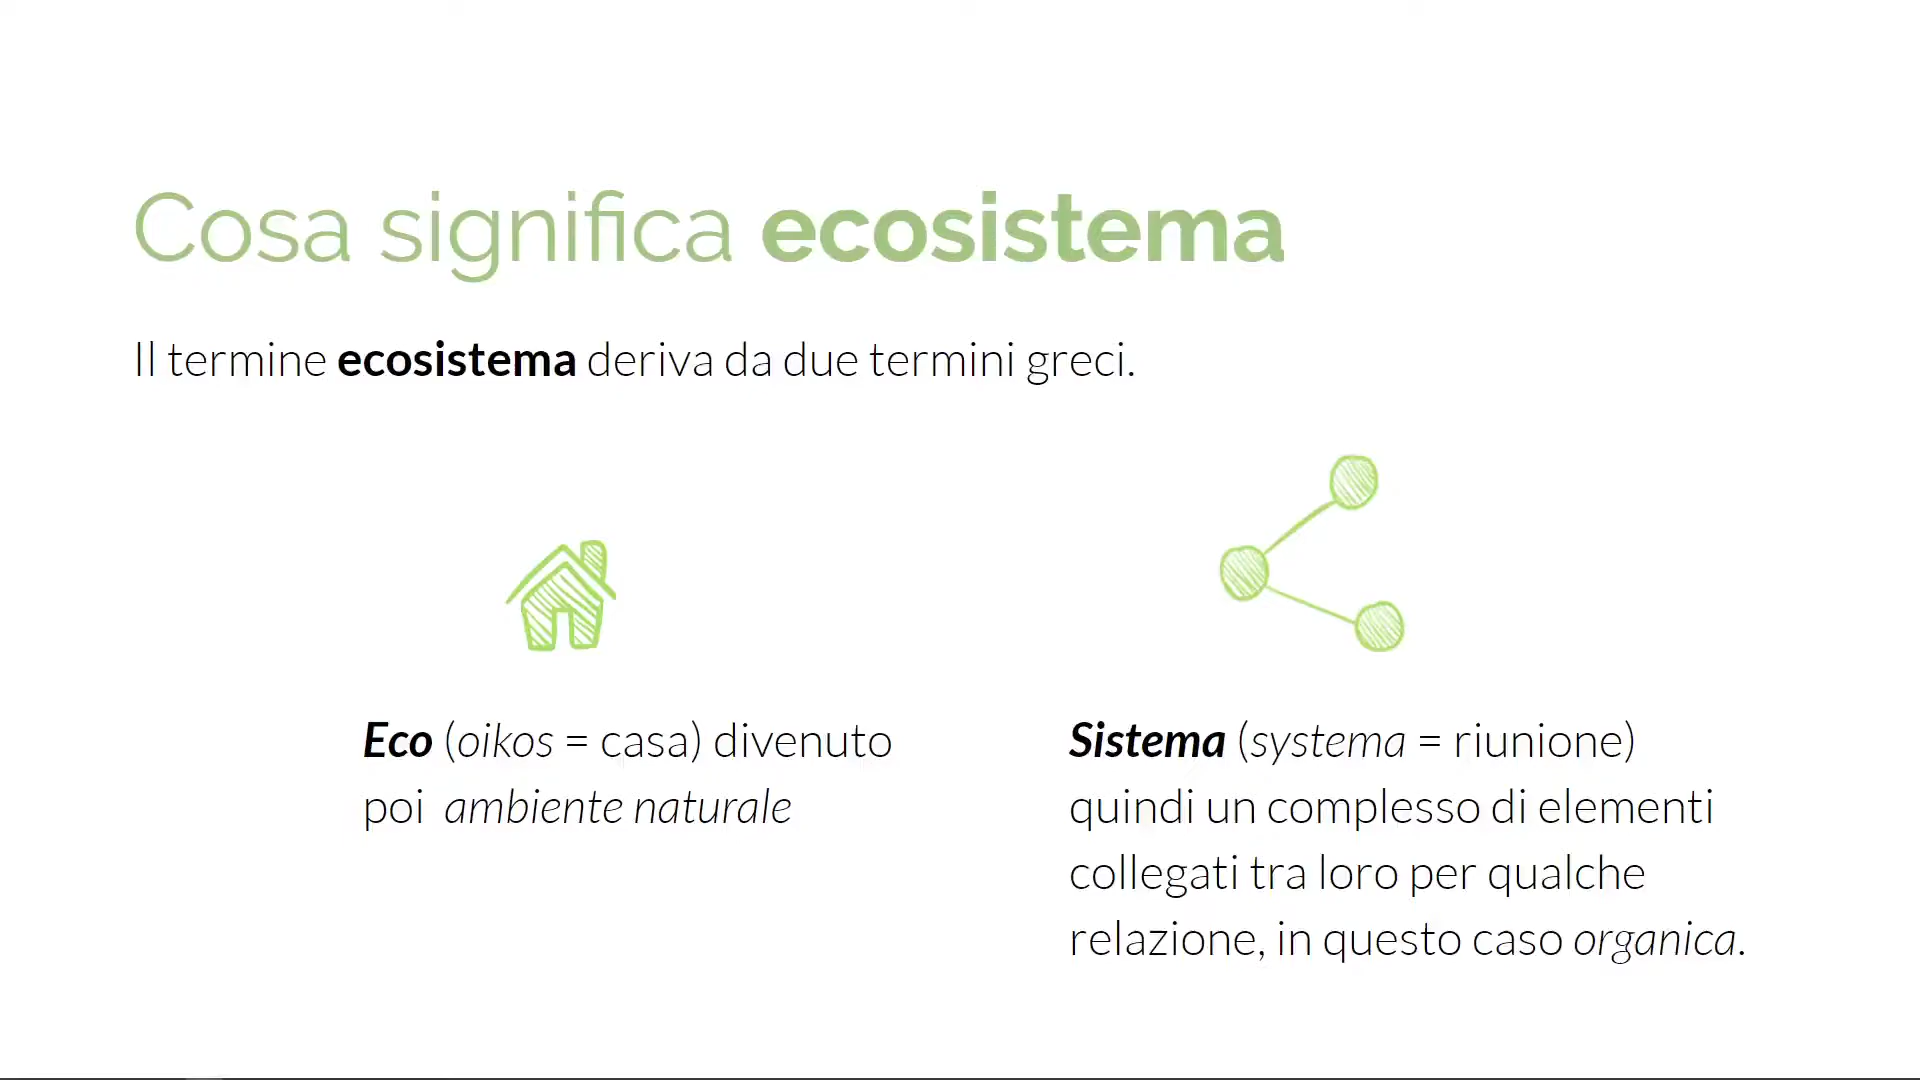 Cosa significa ecosistema
Il termine ecosistema deriva da due termini greci.
Eco (oikos = casa) divenuto
poi ambiente naturale
Sistema (systema = riunione)
quindi un complesso di elementi
collegati tra loro per qualche
relazione, in questo caso organica.